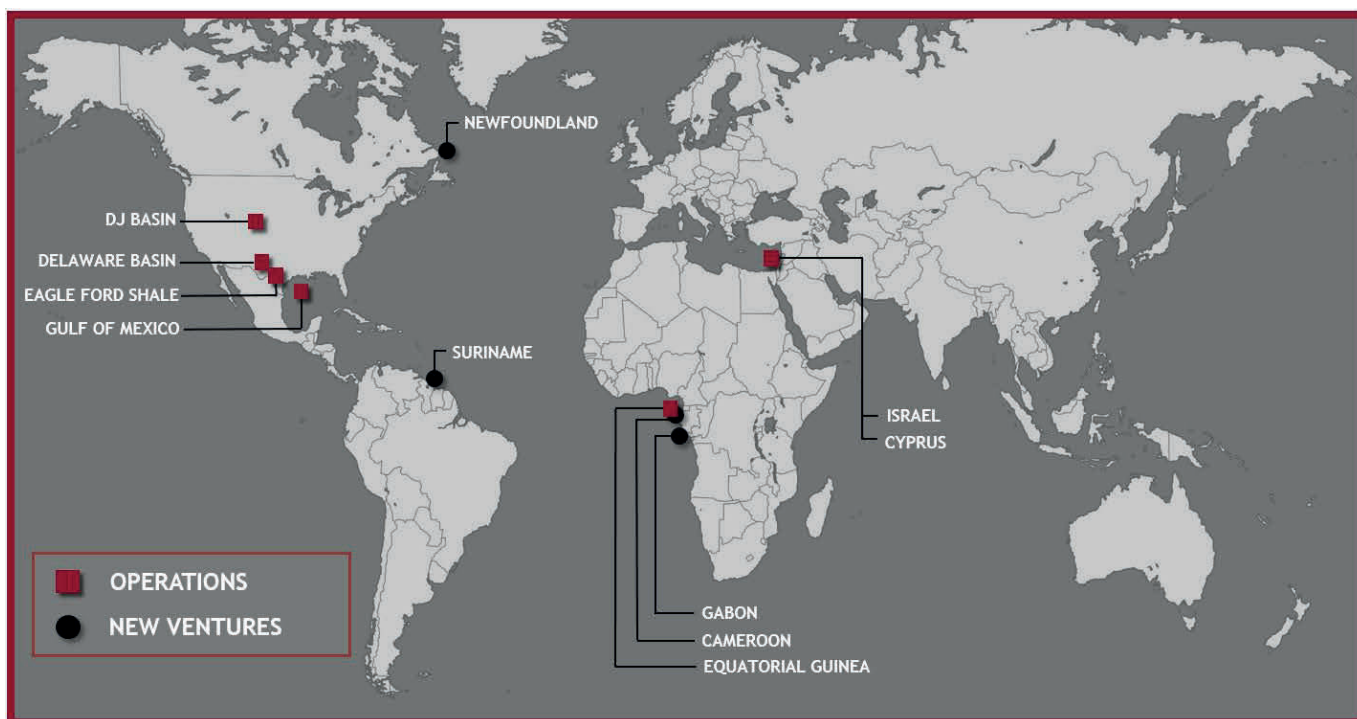 NEWFOUNDLAND
DJ BASIN
DELAWARE BASIN
EAGLE FORD SHALE
GULF OF MEXICO
SURINAME
ISRAEL
CYPRUS
OPERATIONS
NEW VENTURES
GABON
CAMEROON
EQUATORIAL GUINEA